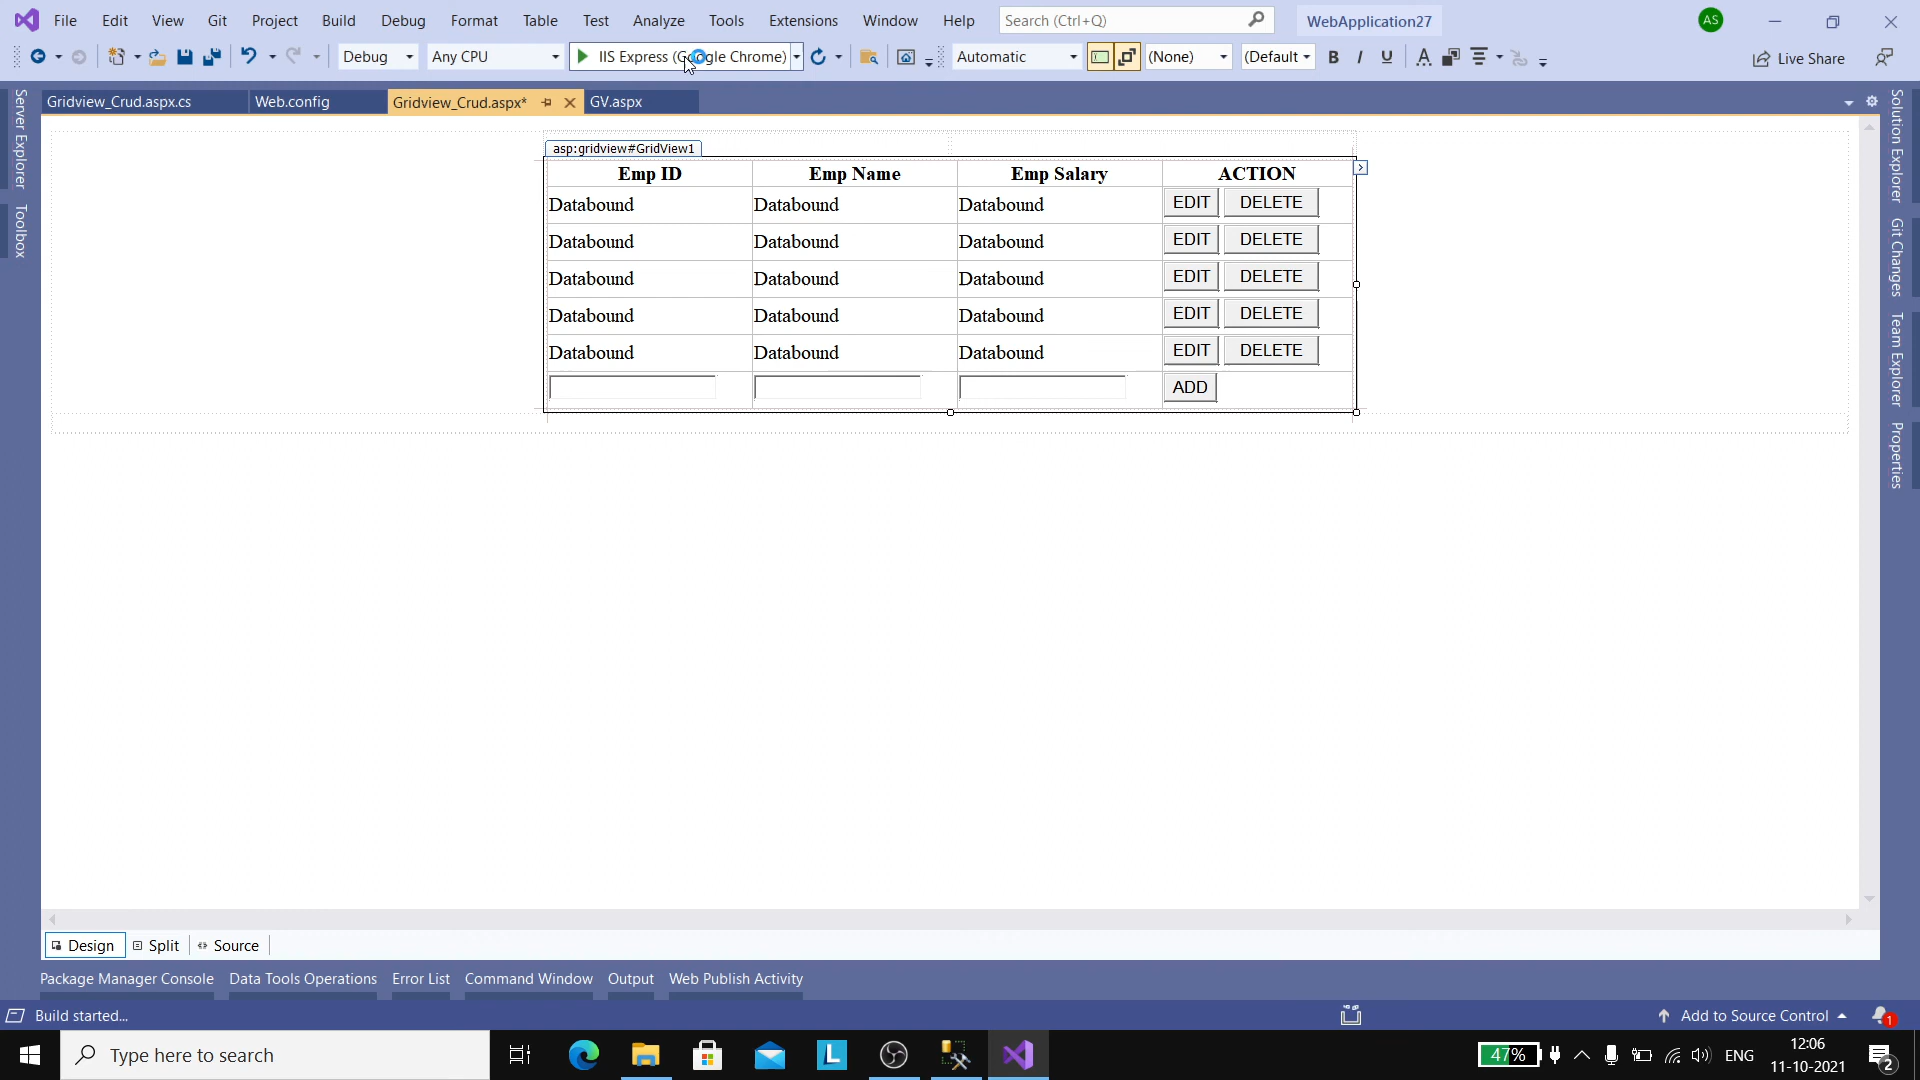 File Edit View Git Project Build Debug Format Table Test Analyze Tools Extensions Window Help Search (Ctrl+Q) WebApplication27 AS
Debug Any CPU IIS Express (Google Chrome) Automatic (None) (Default Live Share
Gridview_Crud.aspx.cs Web.config Gridview_Crud.aspx* GV.aspx
Server Explorer
Toolbox
asp:gridview#GridView1
Emp ID Emp Name Emp Salary ACTION
Databound Databound Databound EDIT DELETE
Databound Databound Databound EDIT DELETE
Databound Databound Databound EDIT DELETE
Databound Databound Databound EDIT DELETE
Databound Databound Databound EDIT DELETE
ADD
Solution Explorer
Git Changes
Team Explorer
Properties
Design Split Source
Package Manager Console Data Tools Operations Error List Command Window Output Web Publish Activity
Build started... Add to Source Control 1
Type here to search L 47% ENG 12:06
11-10-2021 2